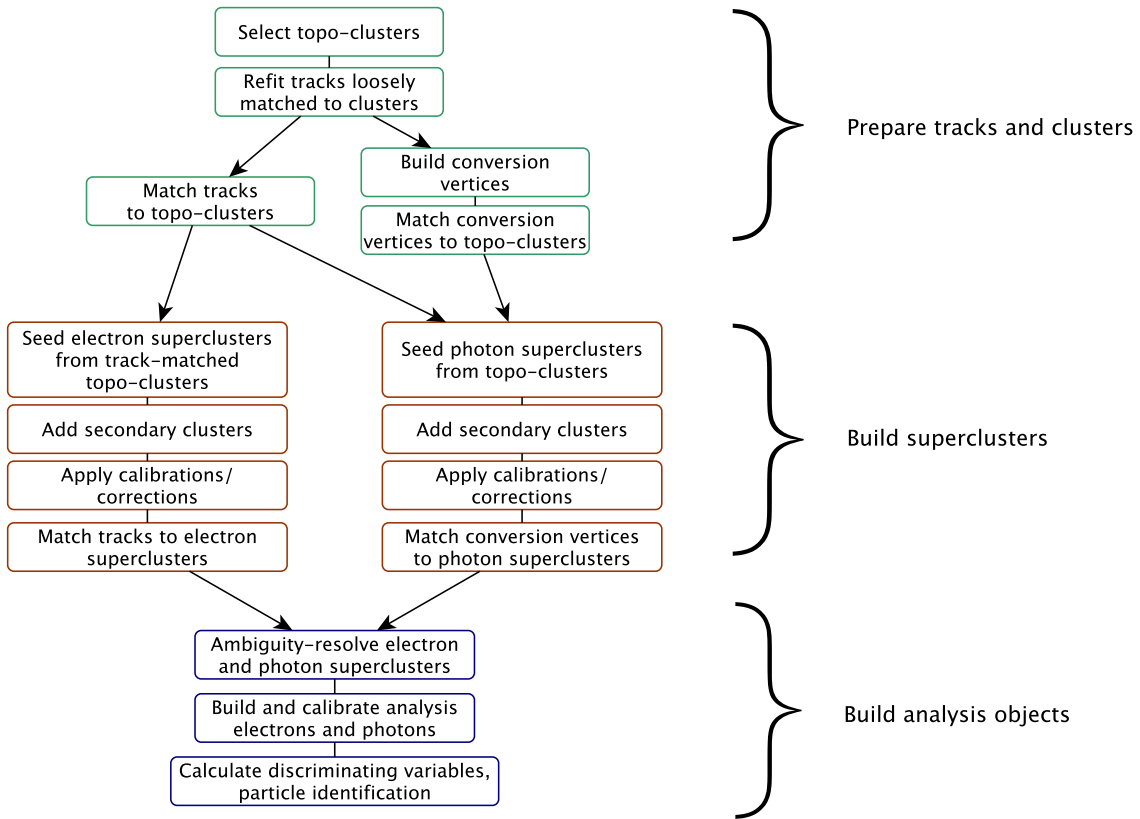 Select topo-clusters
Refit tracks loosely
matched to clusters
Build conversion
vertices
Match tracks
to topo-clusters
Match conversion
vertices to topo-clusters
Prepare tracks and clusters
Seed electron superclusters
from track-matched
topo-clusters
Add secondary clusters
Apply calibrations/
corrections
Match tracks to electron
superclusters
Seed photon superclusters
from topo-clusters
Add secondary clusters
Apply calibrations/
corrections
Match conversion vertices
to photon superclusters
Build superclusters
Ambiguity-resolve electron
and photon superclusters
Build and calibrate analysis
electrons and photons
Calculate discriminating variables,
particle identification
Build analysis objects